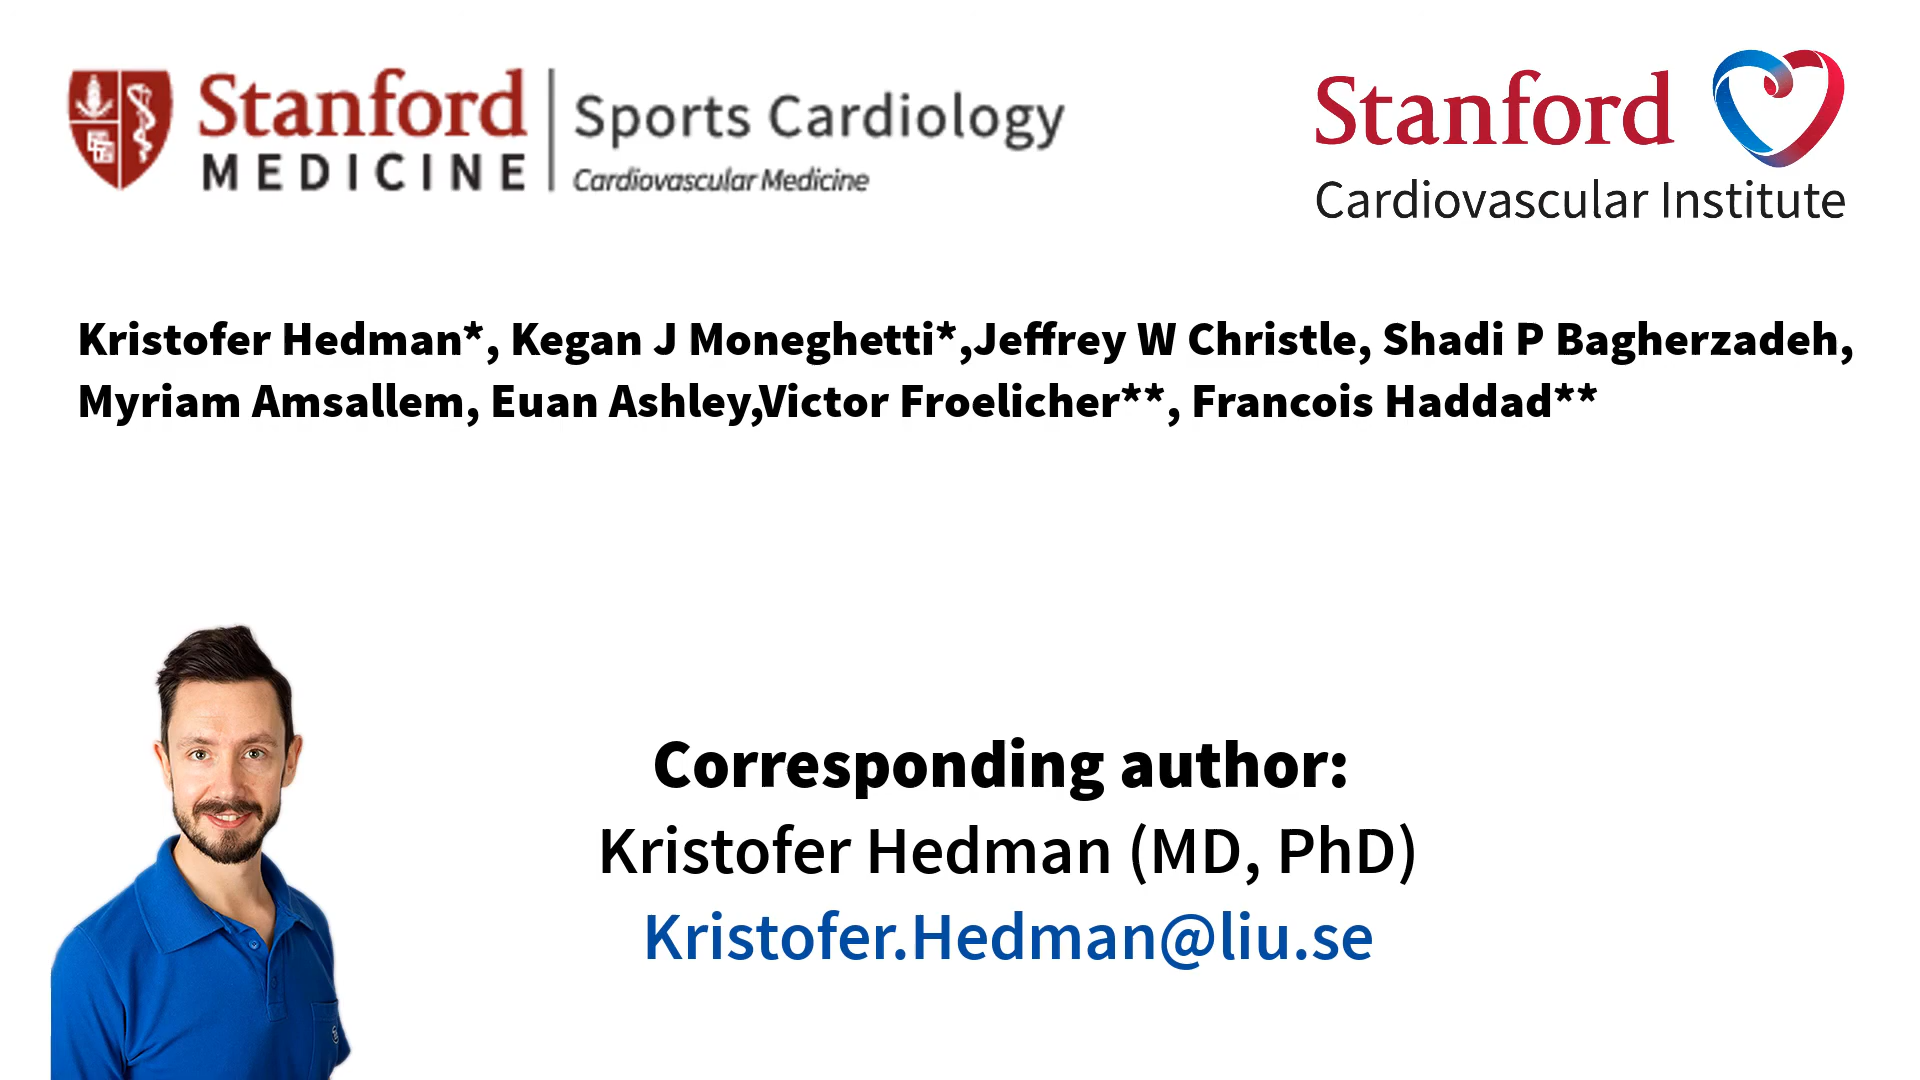 Stanford
MEDICINE
Sports Cardiology
Cardiovascular Medicine
Stanford
Cardiovascular Institute
Kristofer Hedman*, Kegan J Moneghetti*,Jeffrey W Christle, Shadi P Bagherzadeh,
Myriam Amsallem, Euan Ashley,Victor Froelicher**, Francois Haddad**
Corresponding author:
Kristofer Hedman (MD, PhD)
Kristofer.Hedman@liu.se